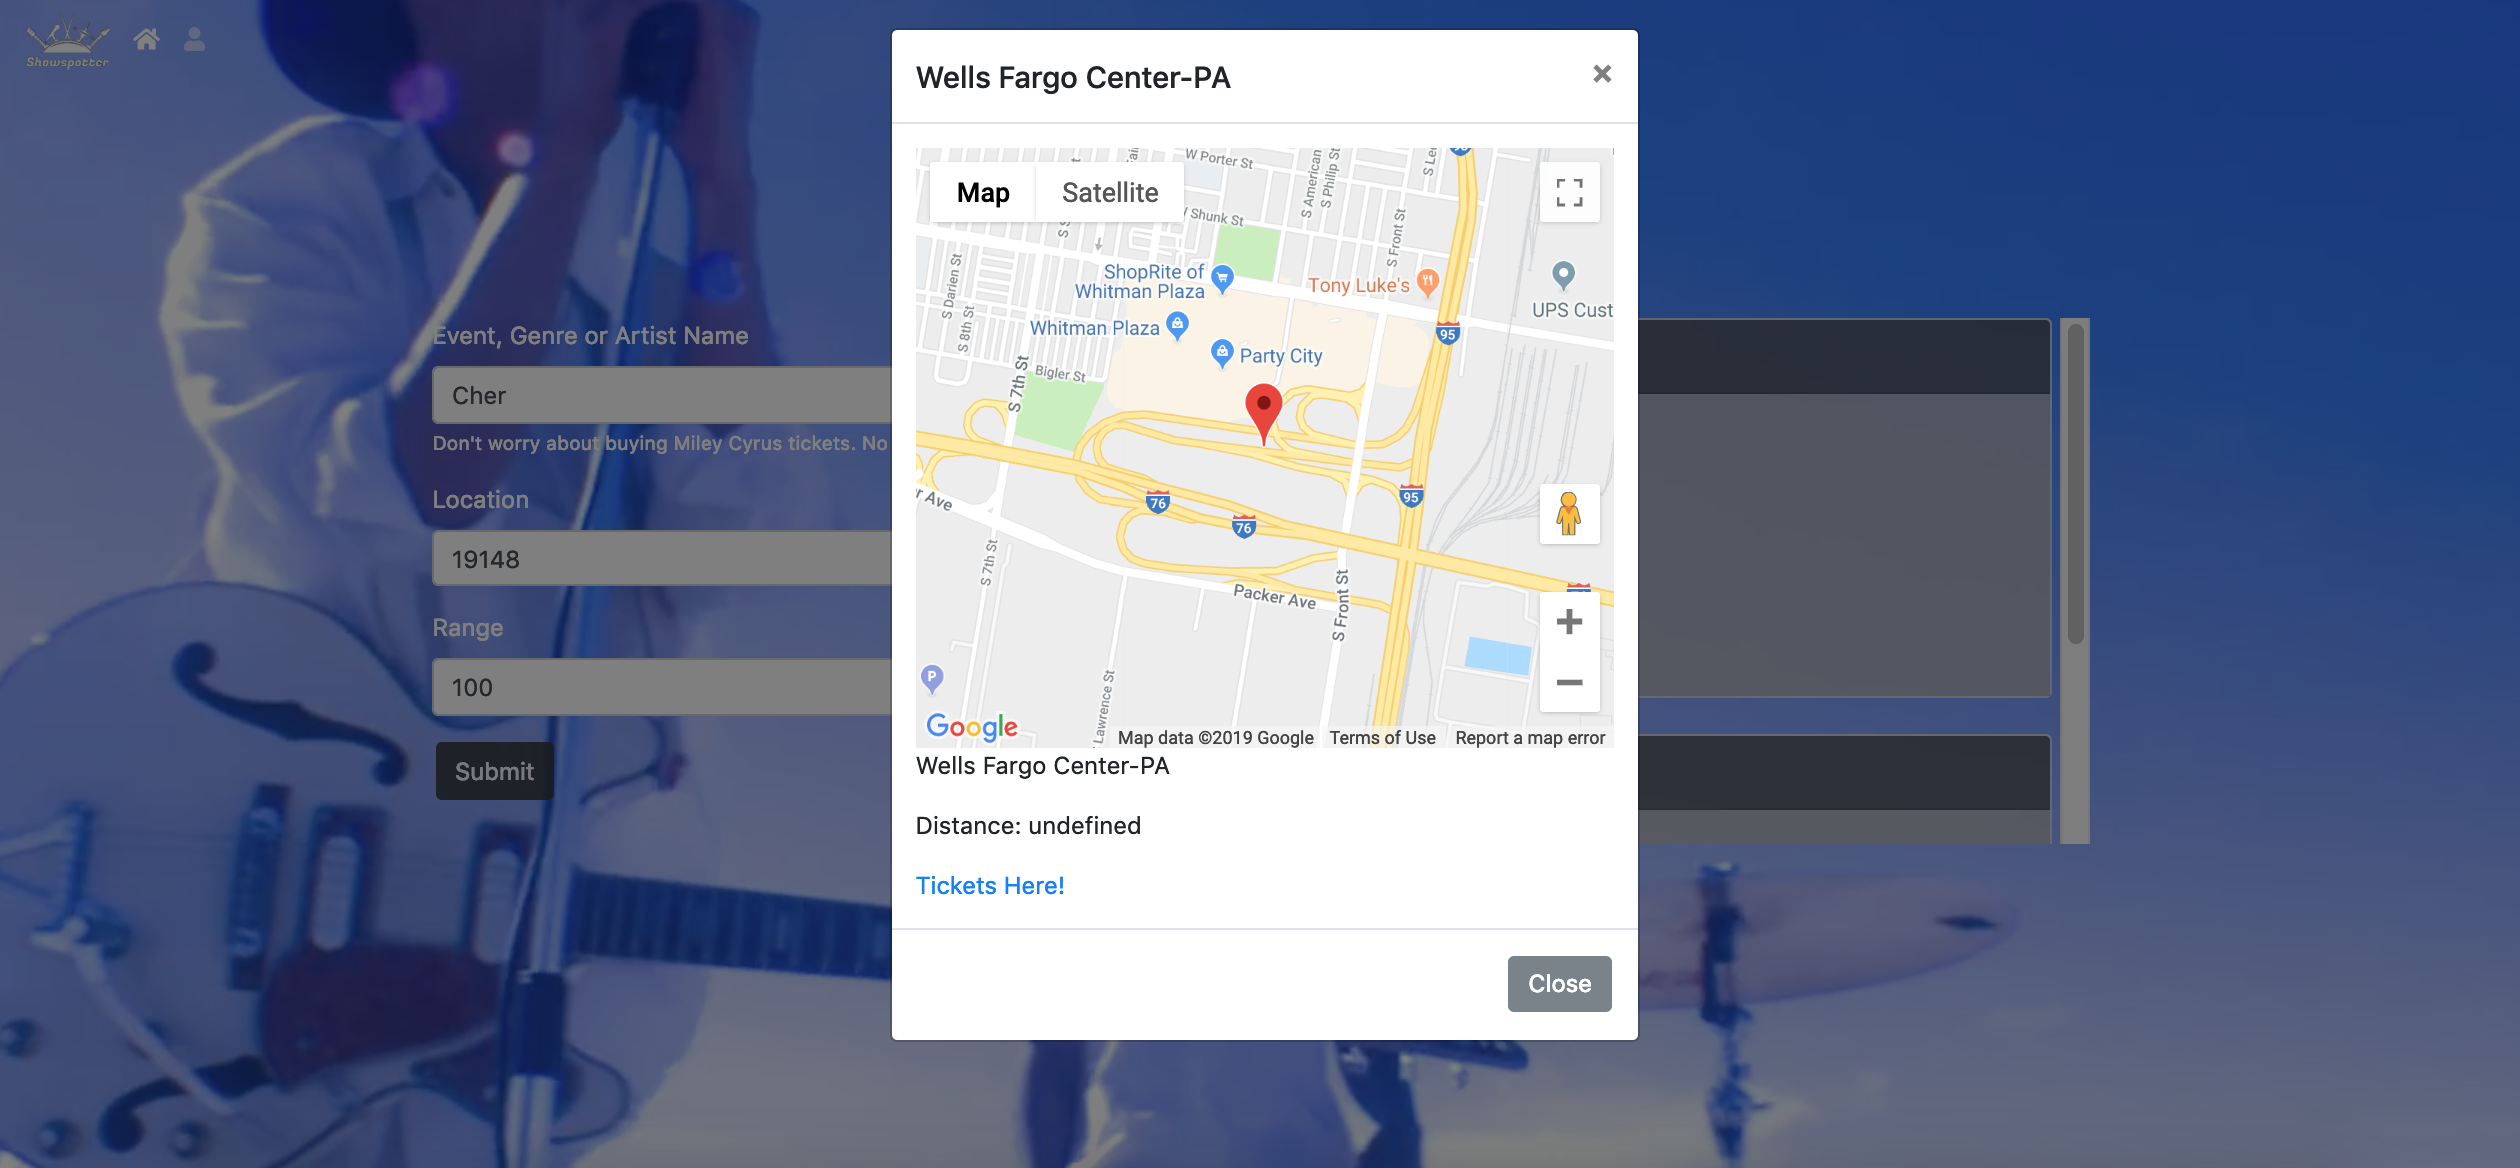 Showspotter
Event, Genre or Artist Name
Cher
Don't worry about buying Miley Cyrus tickets. No
Location
19148
Range
100
Submit
Wells Fargo Center-PA
×
Map
Satellite
W Porter St
S American
S Philip St
Shunk St
S Front St
S Darien St
S 8th St
ShopRite of
Whitman Plaza
Tony Luke's
UPS Cust
Whitman Plaza
95
Party City
Bigler St
S 7th St
76
95
76
Ave
S 7th St
Packer Ave
S Front St
P
Lawrence St
Google
Map data ©2019 Google
Terms of Use
Report a map error
Wells Fargo Center-PA
Distance: undefined
Tickets Here!
Close